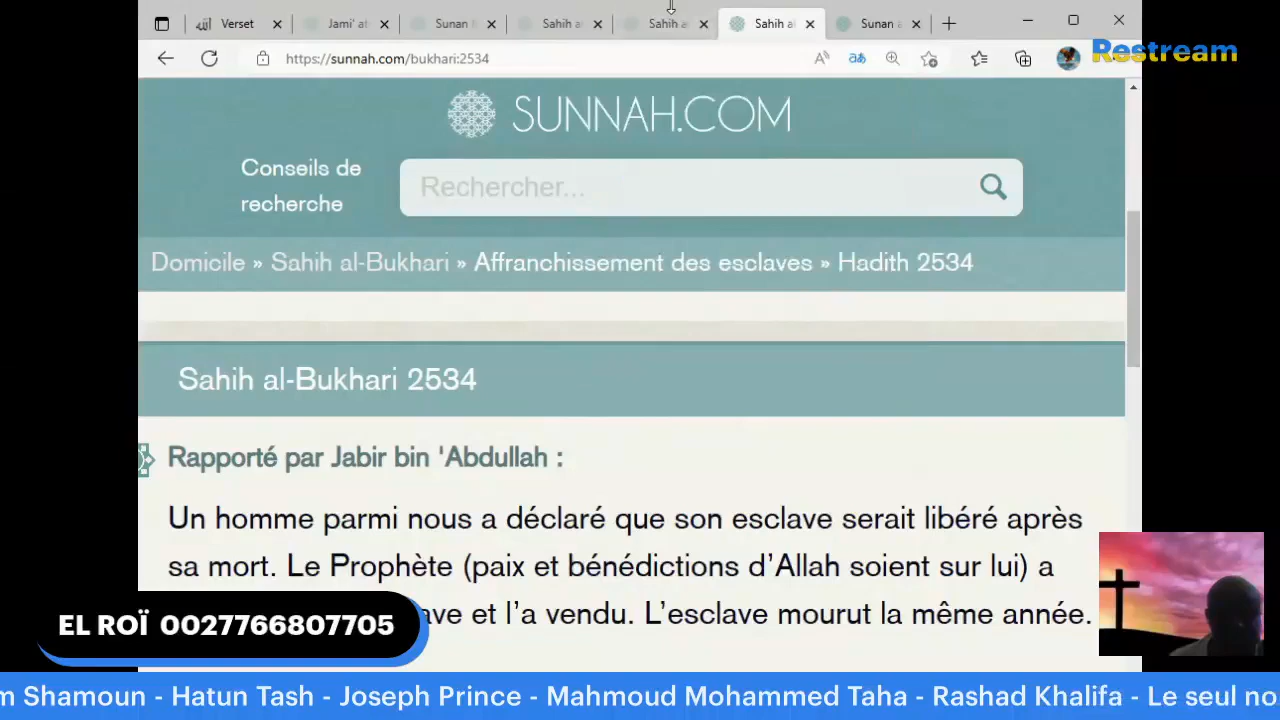 Verset
Jami' at
Sunan
Sahih a
Sahih a
Sahih al
Sunan a
https://sunnah.com/bukhari:2534
Restream
SUNNAH.COM
Conseils de
recherche
Rechercher...
Domicile » Sahih al-Bukhari » Affranchissement des esclaves » Hadith 2534
Sahih al-Bukhari 2534
Rapporté par Jabir bin 'Abdullah :
Un homme parmi nous a déclaré que son esclave serait libéré après
sa mort. Le Prophète (paix et bénédictions d’Allah soient sur lui) a
ave et l’a vendu. L’esclave mourut la même année.
EL ROÏ 0027766807705
m Shamoun - Hatun Tash - Joseph Prince - Mahmoud Mohammed Taha - Rashad Khalifa - Le seul no